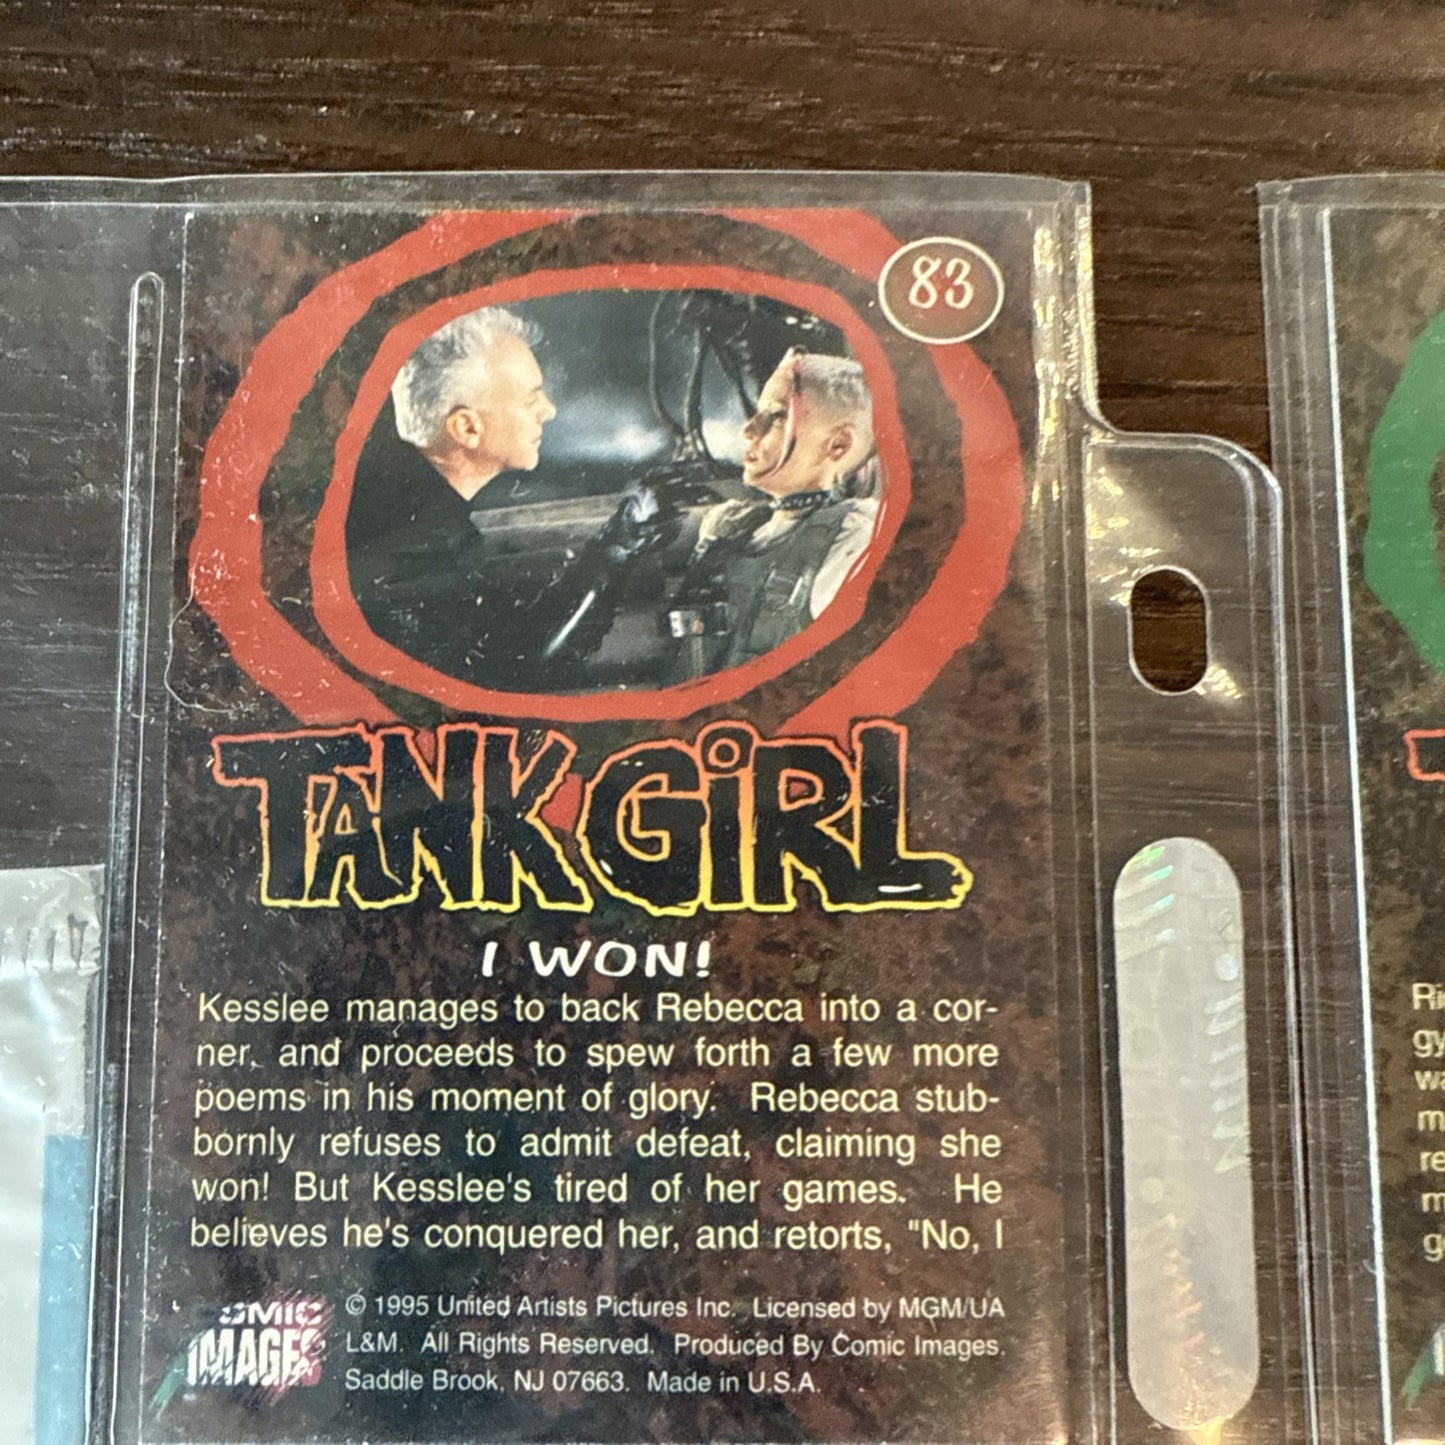 83
TANK GIRL
I WON!
Kesslee manages to back Rebecca into a cor-
ner, and proceeds to spew forth a few more
poems in his moment of glory. Rebecca stub-
bornly refuses to admit defeat, claiming she
won! But Kesslee's tired of her games. He
believes he's conquered her, and retorts, "No, I
OMIC
IMAGES
© 1995 United Artists Pictures Inc. Licensed by MGM/UA
L&M. All Rights Reserved. Produced By Comic Images.
Saddle Brook, NJ 07663. Made in U.S.A.